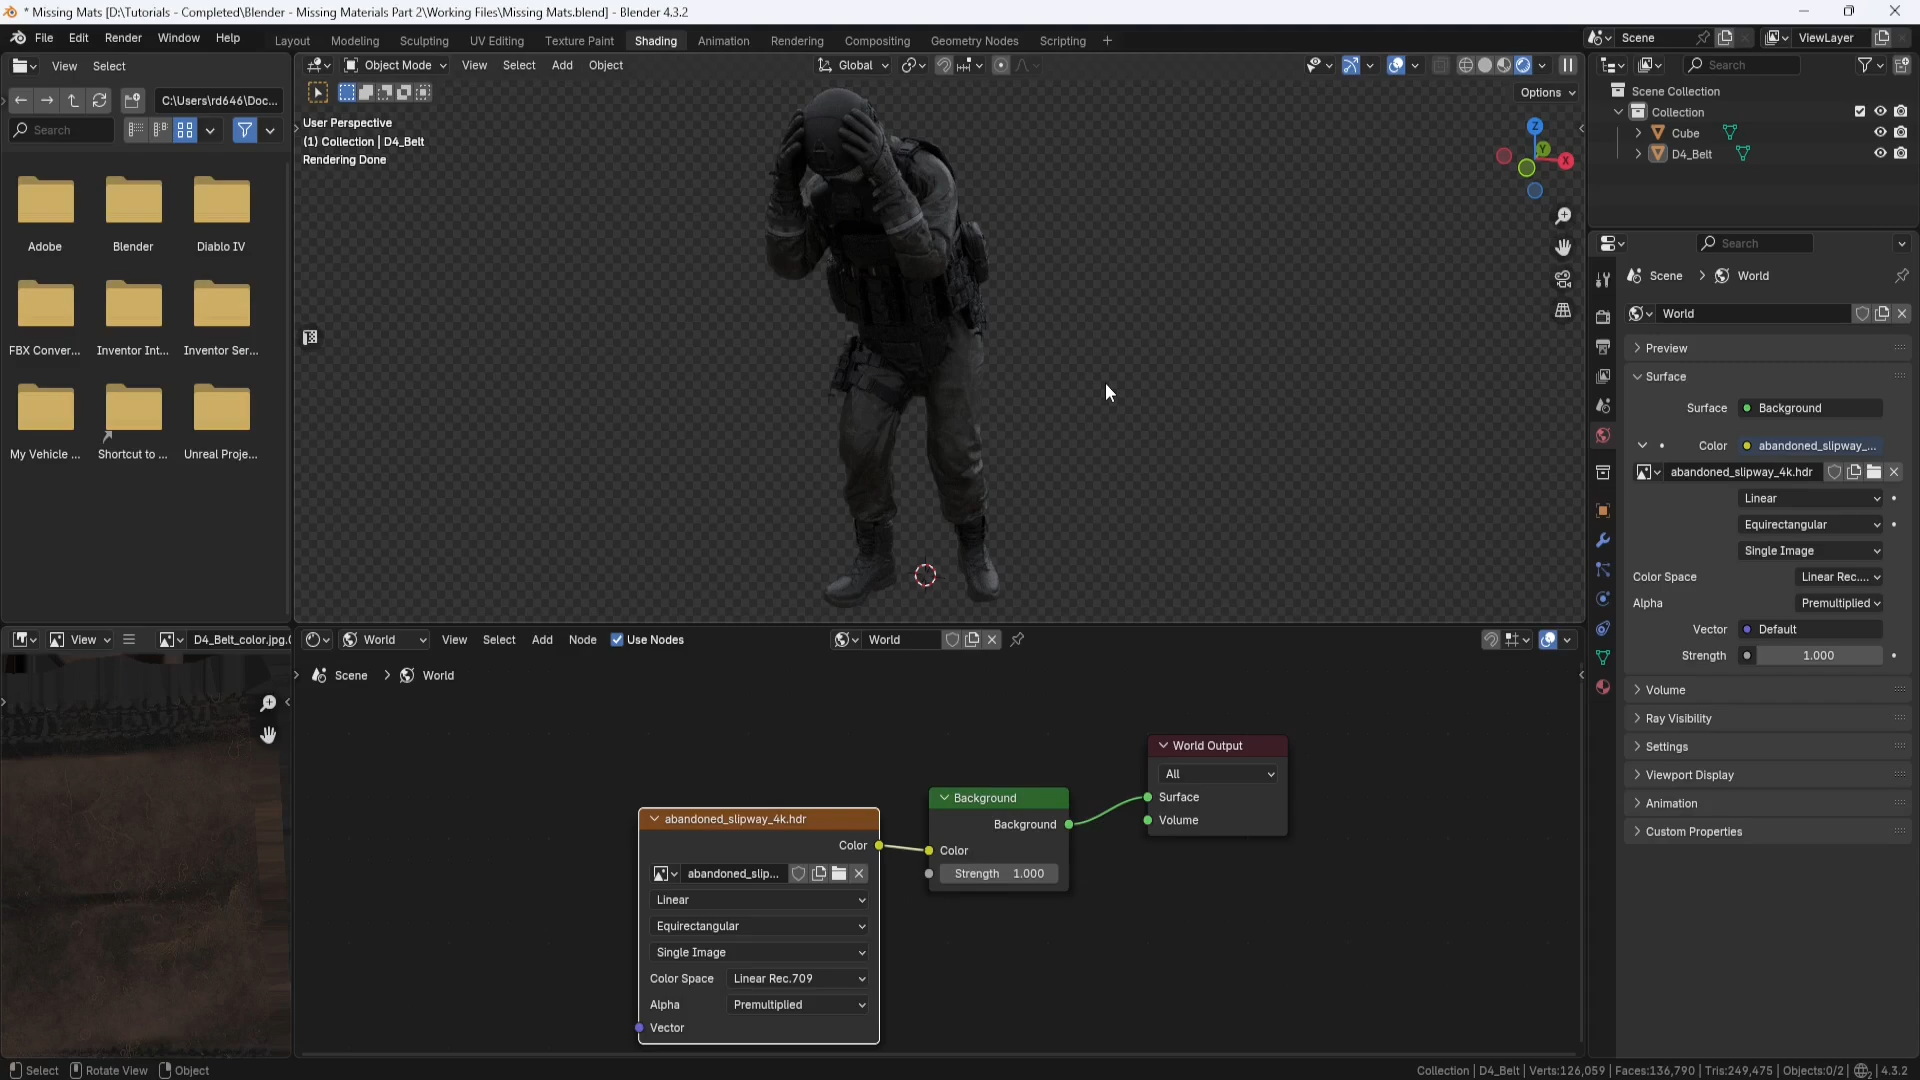 * Missing Mats [D:\Tutorials - Completed\Blender - Missing Materials Part 2\Working Files\Missing Mats.blend] - Blender 4.3.2
File Edit Render Window Help Layout Modeling Sculpting UV Editing Texture Paint Shading Animation Rendering Compositing Geometry Nodes Scripting + Scene ViewLayer
View Select Object Mode View Select Add Object Global Search
C:\Users\rd646\Doc...
Search
Options
User Perspective
(1) Collection | D4_Belt
Rendering Done
Z
Y
X
Scene Collection
Collection
Cube
D4_Belt
Adobe Blender Diablo IV
FBX Conver... Inventor Int... Inventor Ser...
My Vehicle ... Shortcut to ... Unreal Proje...
Search
Scene World
World
Preview
Surface
Surface Background
Color abandoned_slipway_...
abandoned_slipway_4k.hdr
Linear
Equirectangular
Single Image
Color Space Linear Rec....
Alpha Premultiplied
Vector Default
Strength 1.000
Volume
Ray Visibility
Settings
Viewport Display
Animation
Custom Properties
View D4_Belt_color.jpg.(
World View Select Add Node Use Nodes World
Scene World
World Output
All
Surface
Volume
Background
Background
Color
Strength 1.000
abandoned_slipway_4k.hdr
Color
abandoned_slip...
Linear
Equirectangular
Single Image
Color Space Linear Rec.709
Alpha Premultiplied
Vector
Select Rotate View Object
Collection | D4_Belt | Verts:126,059 | Faces:136,790 | Tris:249,475 | Objects:0/2 | 4.3.2